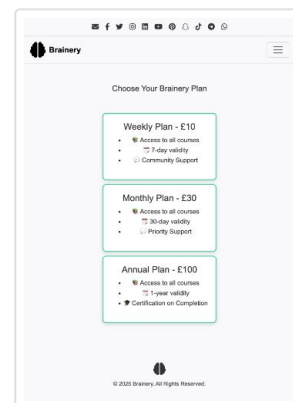 Brainery
Choose Your Brainery Plan
Weekly Plan - £10
Access to all courses
7-day validity
Community Support
Monthly Plan - £30
Access to all courses
30-day validity
Priority Support
Annual Plan - £100
Access to all courses
1-year validity
Certification on Completion
© 2025 Brainery. All Rights Reserved.